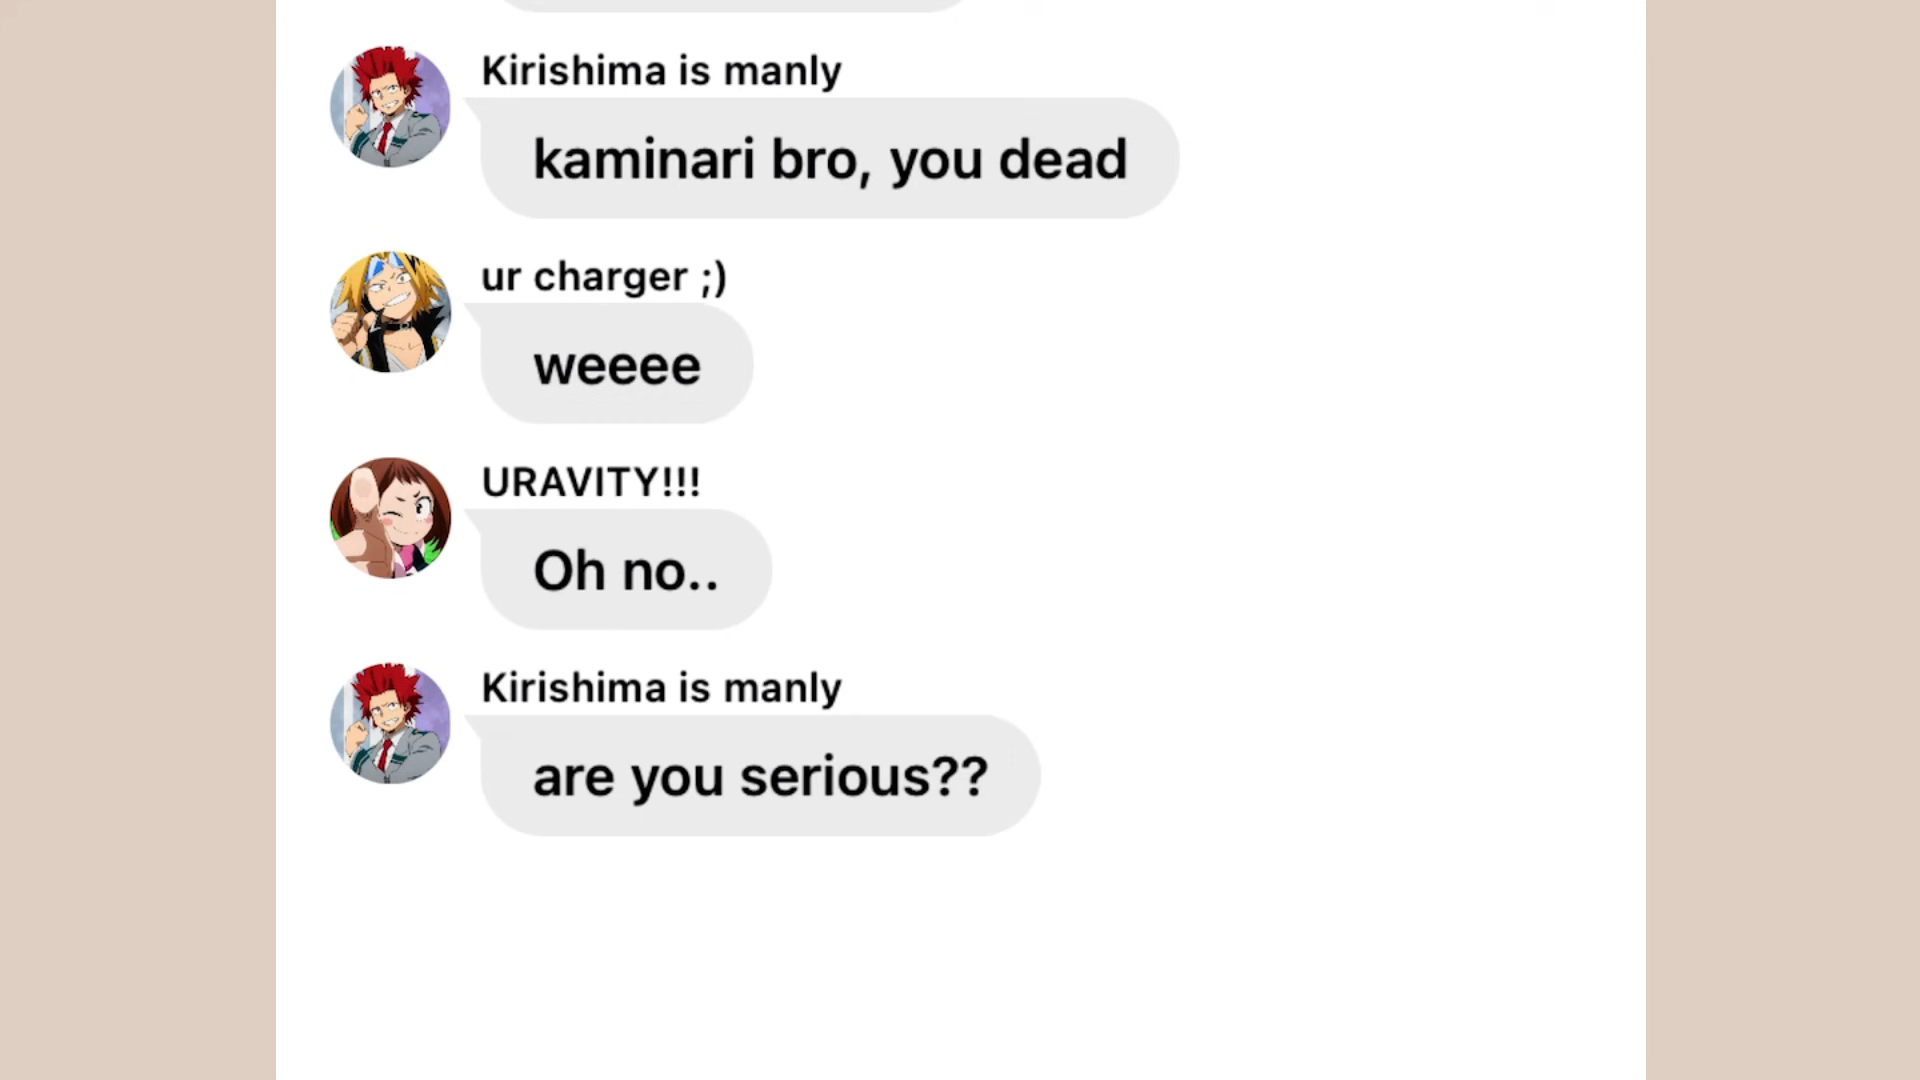 Kirishima is manly
kaminari bro, you dead
ur charger ;)
weeee
URAVITY!!!
Oh no..
Kirishima is manly
are you serious??